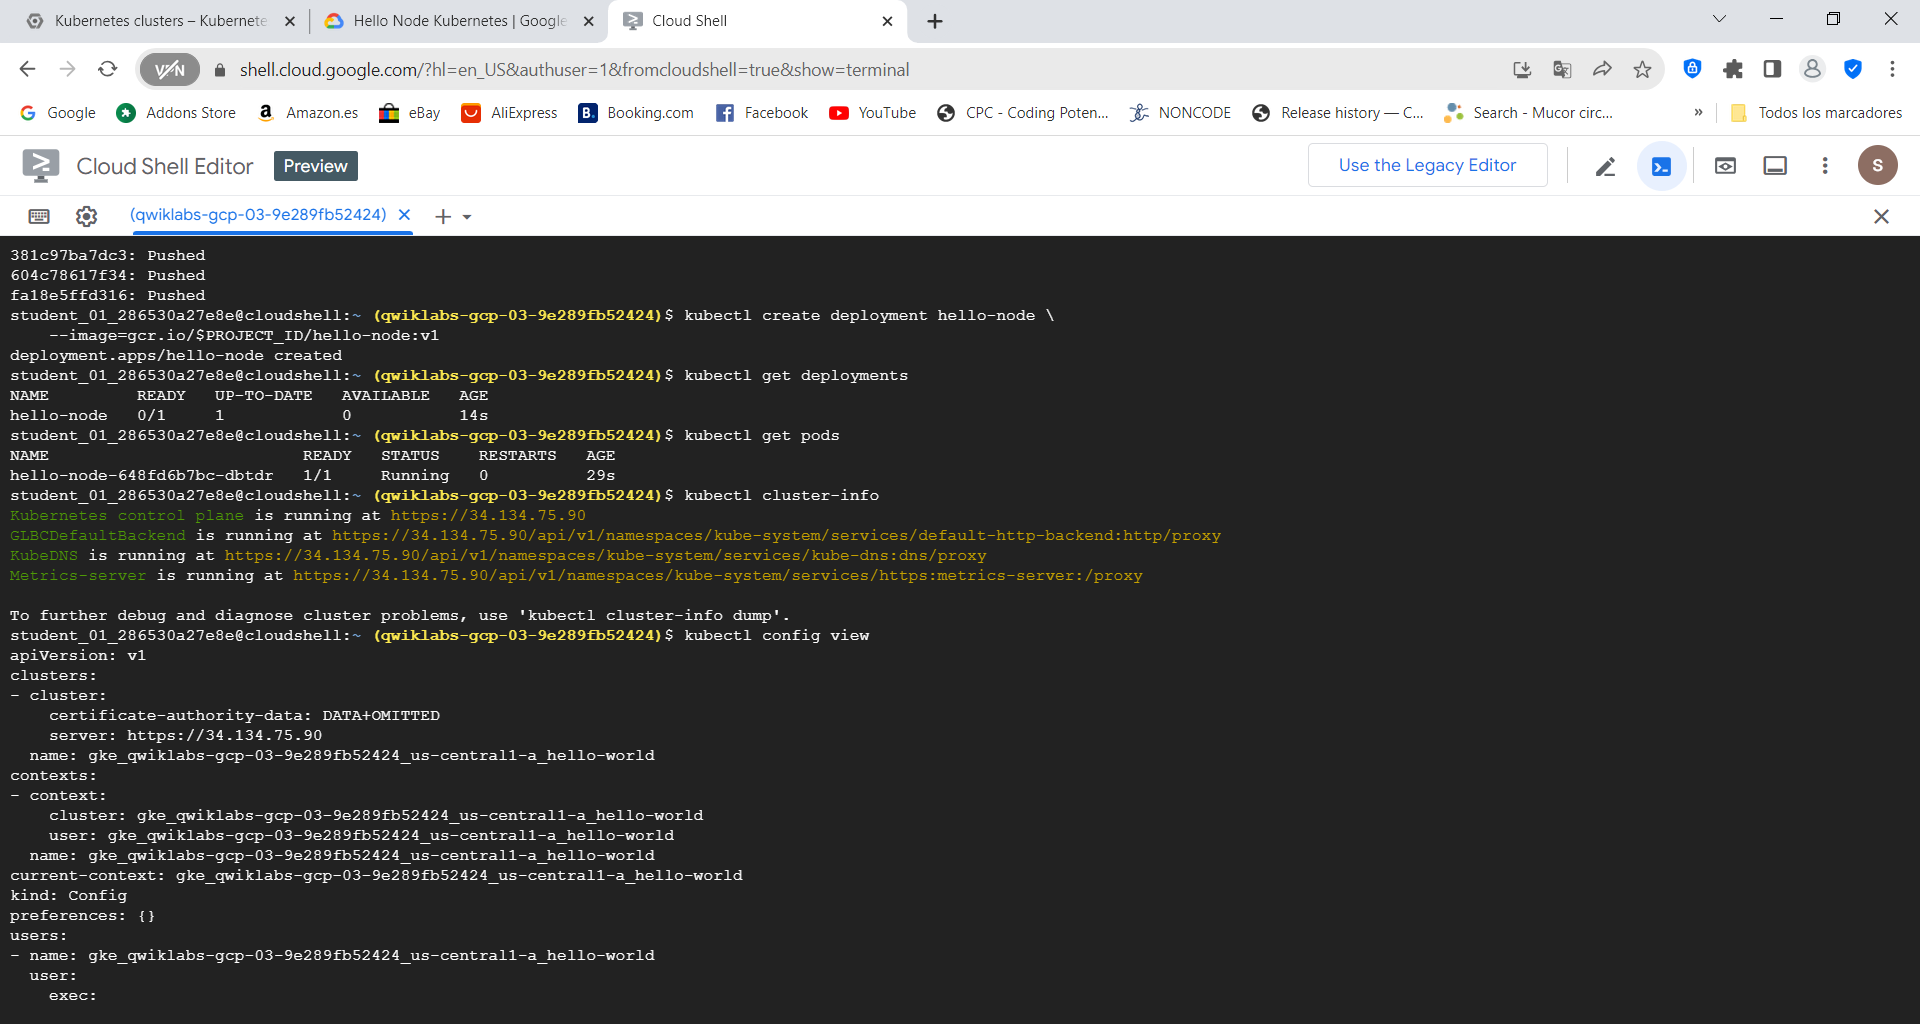 Kubernetes clusters – Kubernete
Hello Node Kubernetes | Google
Cloud Shell
VPN
shell.cloud.google.com/?hl=en_US&authuser=1&fromcloudshell=true&show=terminal
Google
Addons Store
Amazon.es
eBay
AliExpress
Booking.com
Facebook
YouTube
CPC - Coding Poten...
NONCODE
Release history — C...
Search - Mucor circ...
»
Todos los marcadores
Cloud Shell Editor
Preview
Use the Legacy Editor
S
(qwiklabs-gcp-03-9e289fb52424)
381c97ba7dc3: Pushed
604c78617f34: Pushed
fa18e5ffd316: Pushed
student_01_286530a27e8e@cloudshell:~ (qwiklabs-gcp-03-9e289fb52424)$ kubectl create deployment hello-node \
    --image=gcr.io/$PROJECT_ID/hello-node:v1
deployment.apps/hello-node created
student_01_286530a27e8e@cloudshell:~ (qwiklabs-gcp-03-9e289fb52424)$ kubectl get deployments
NAME         READY   UP-TO-DATE   AVAILABLE   AGE
hello-node   0/1     1            0           14s
student_01_286530a27e8e@cloudshell:~ (qwiklabs-gcp-03-9e289fb52424)$ kubectl get pods
NAME                          READY   STATUS    RESTARTS   AGE
hello-node-648fd6b7bc-dbtdr   1/1     Running   0          29s
student_01_286530a27e8e@cloudshell:~ (qwiklabs-gcp-03-9e289fb52424)$ kubectl cluster-info
Kubernetes control plane is running at https://34.134.75.90
GLBCDefaultBackend is running at https://34.134.75.90/api/v1/namespaces/kube-system/services/default-http-backend:http/proxy
KubeDNS is running at https://34.134.75.90/api/v1/namespaces/kube-system/services/kube-dns:dns/proxy
Metrics-server is running at https://34.134.75.90/api/v1/namespaces/kube-system/services/https:metrics-server:/proxy

To further debug and diagnose cluster problems, use 'kubectl cluster-info dump'.
student_01_286530a27e8e@cloudshell:~ (qwiklabs-gcp-03-9e289fb52424)$ kubectl config view
apiVersion: v1
clusters:
- cluster:
    certificate-authority-data: DATA+OMITTED
    server: https://34.134.75.90
  name: gke_qwiklabs-gcp-03-9e289fb52424_us-central1-a_hello-world
contexts:
- context:
    cluster: gke_qwiklabs-gcp-03-9e289fb52424_us-central1-a_hello-world
    user: gke_qwiklabs-gcp-03-9e289fb52424_us-central1-a_hello-world
  name: gke_qwiklabs-gcp-03-9e289fb52424_us-central1-a_hello-world
current-context: gke_qwiklabs-gcp-03-9e289fb52424_us-central1-a_hello-world
kind: Config
preferences: {}
users:
- name: gke_qwiklabs-gcp-03-9e289fb52424_us-central1-a_hello-world
  user:
    exec: